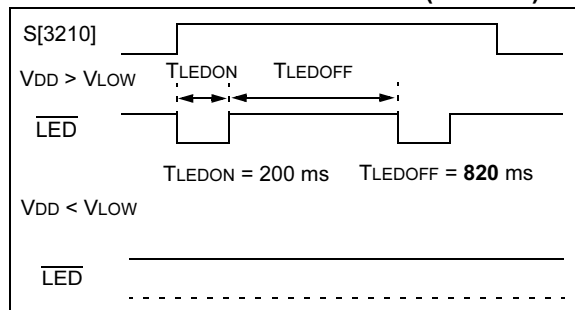 S[3210]
VDD > VLOW
TLEDON TLEDOFF
LED
TLEDON = 200 ms TLEDOFF = 820 ms
VDD < VLOW
LED